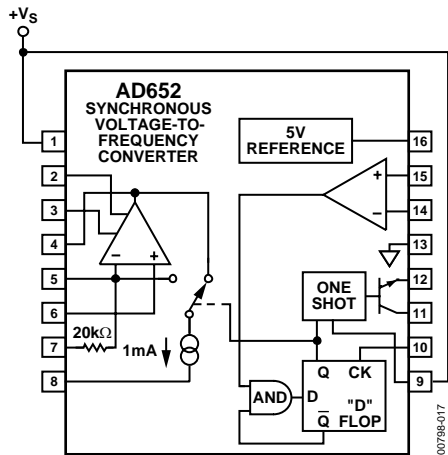 +VS
AD652
SYNCHRONOUS
VOLTAGE-TO-
FREQUENCY
CONVERTER
5V
REFERENCE
1
2
3
4
5
6
7
8
16
15
14
13
12
11
10
9
+
–
–
+
20kΩ
1mA
ONE
SHOT
AND
Q
CK
D
"D"
Q
FLOP
00798-017